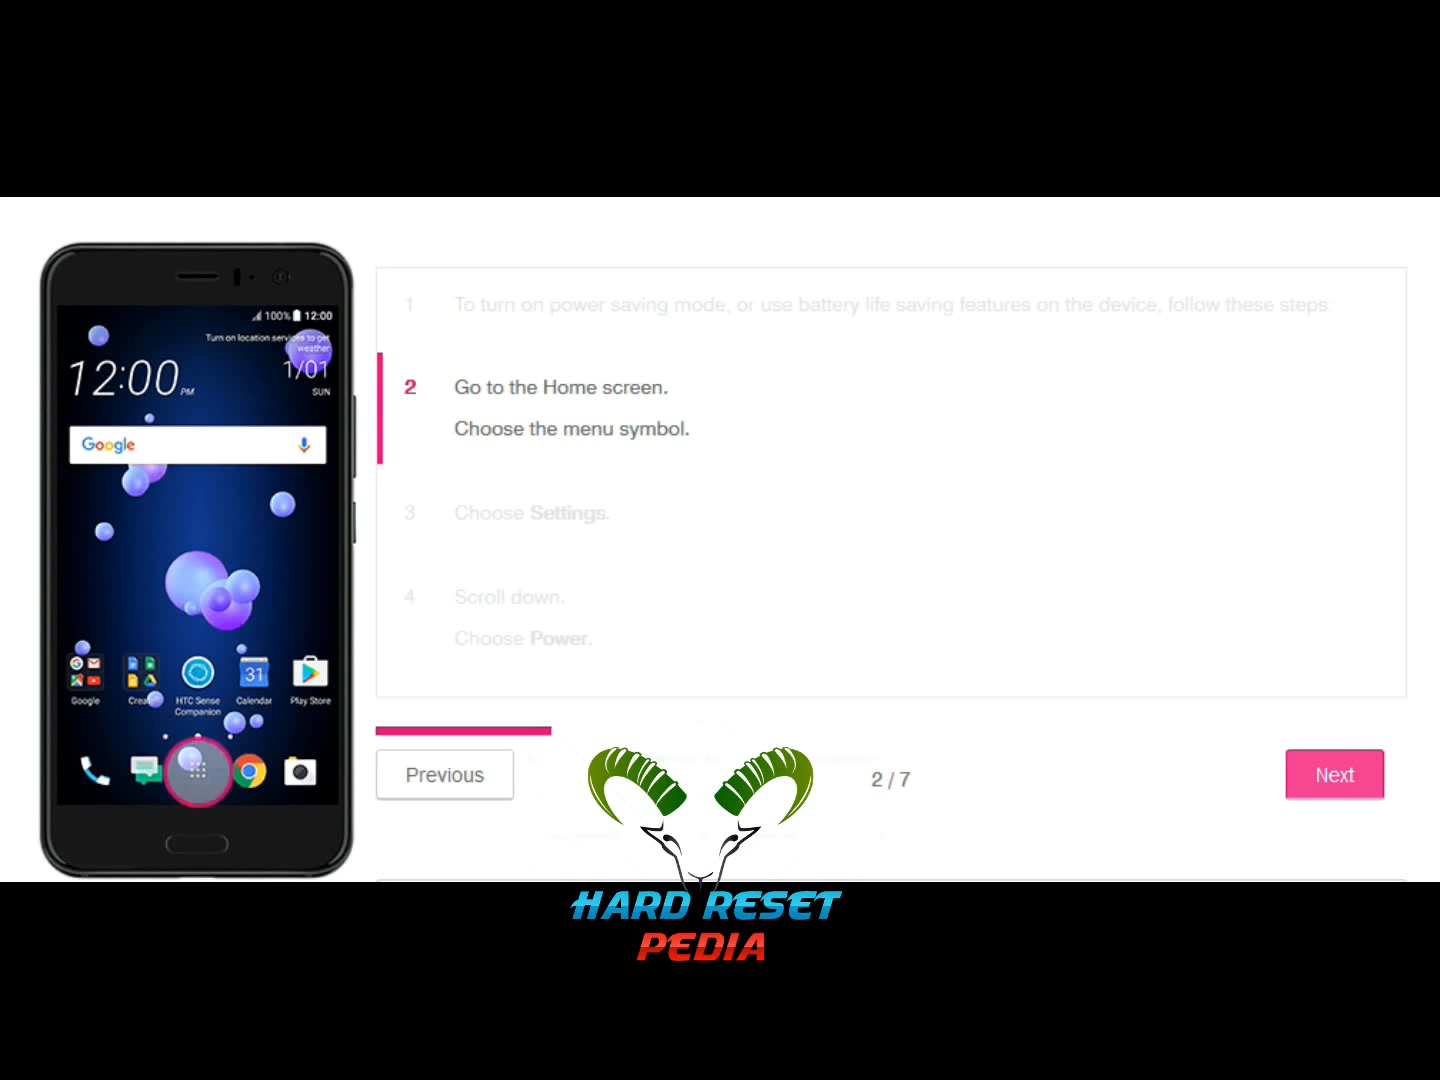 100% 12:00
Turn on location services to get
weather
12:00 PM
1/01
SUN
Google
31
Google
Create
HTC Sense
Companion
Calendar
Play Store
1 To turn on power saving mode, or use battery life saving features on the device, follow these steps
2 Go to the Home screen.
Choose the menu symbol.
3 Choose Settings.
4 Scroll down.
Choose Power.
Previous
2 / 7
Next
HARD RESET
PEDIA